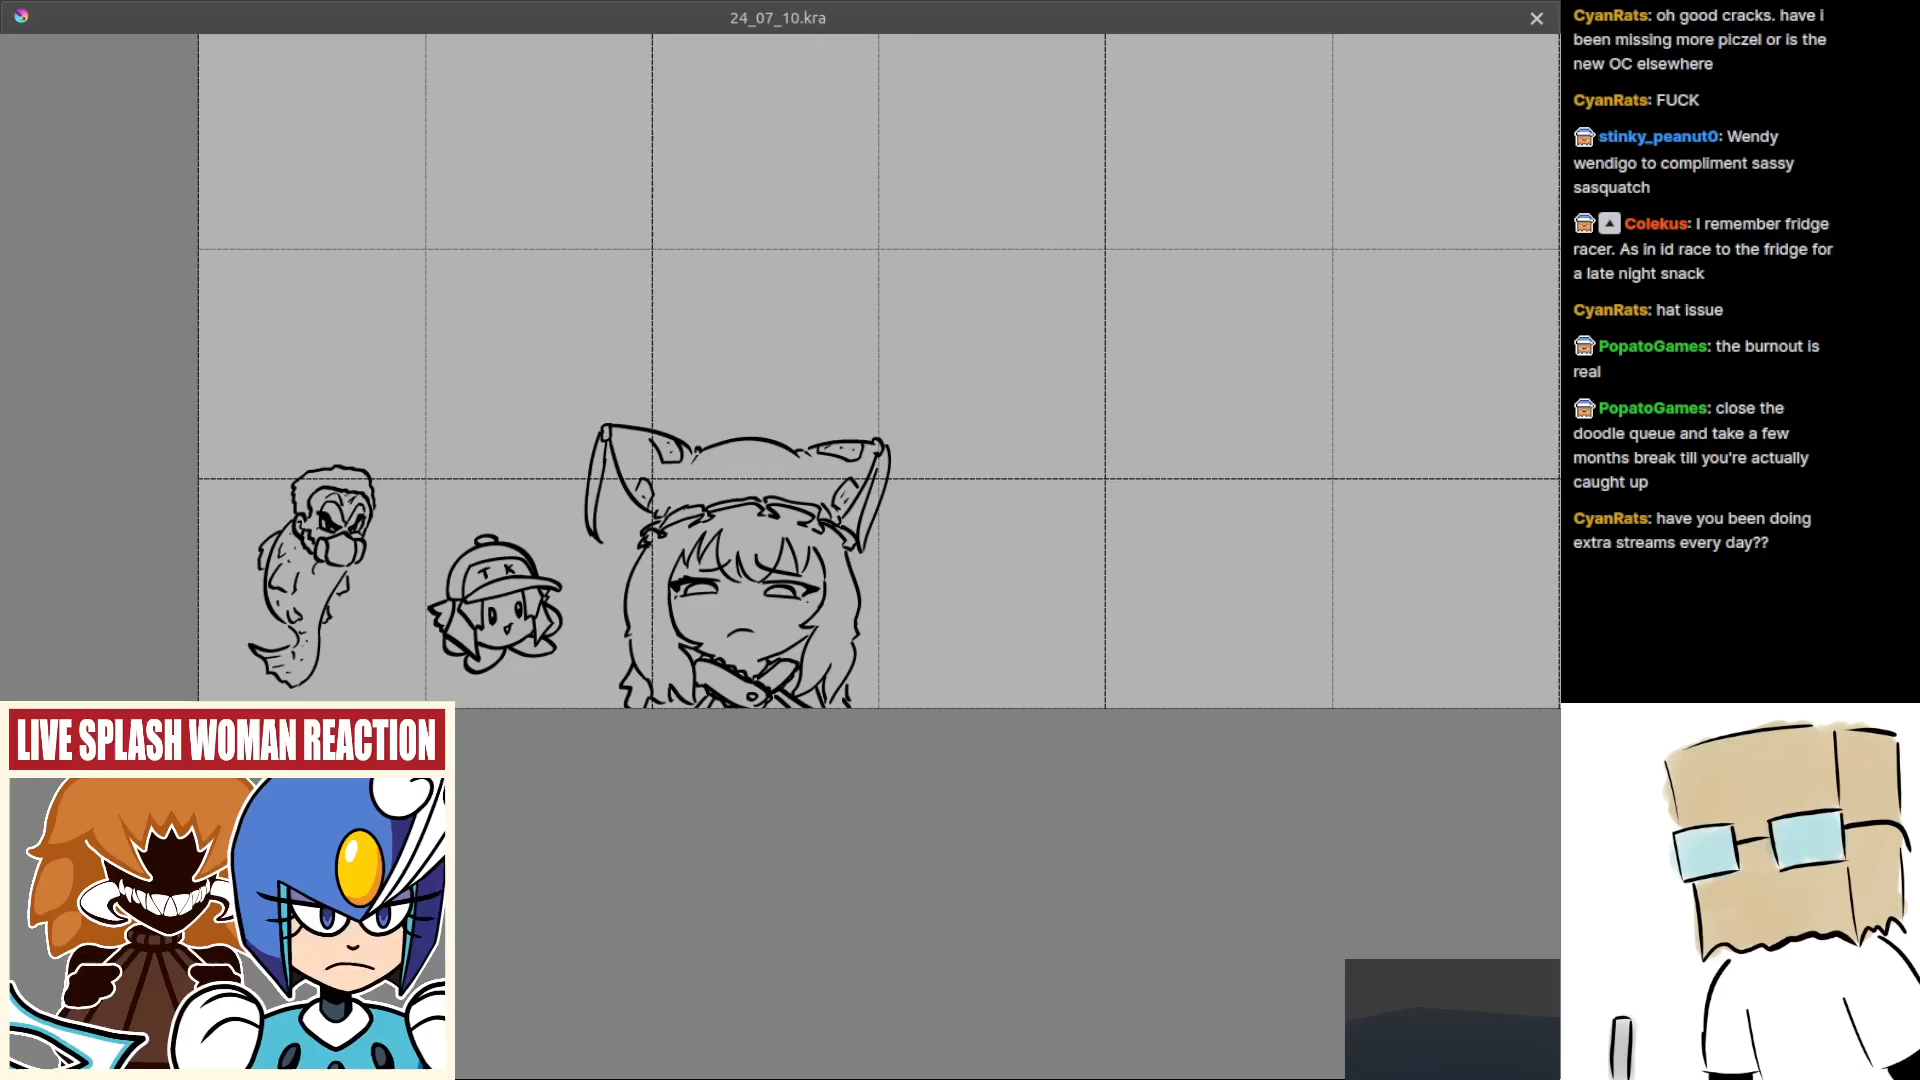 24_07_10.kra
CyanRats: oh good cracks. have i
been missing more piczel or is the
new OC elsewhere
CyanRats: FUCK
stinky_peanut0: Wendy
wendigo to compliment sassy
sasquatch
Colekus: I remember fridge
racer. As in id race to the fridge for
a late night snack
CyanRats: hat issue
PopatoGames: the burnout is
real
PopatoGames: close the
doodle queue and take a few
months break till you're actually
caught up
CyanRats: have you been doing
extra streams every day??
T K
LIVE SPLASH WOMAN REACTION